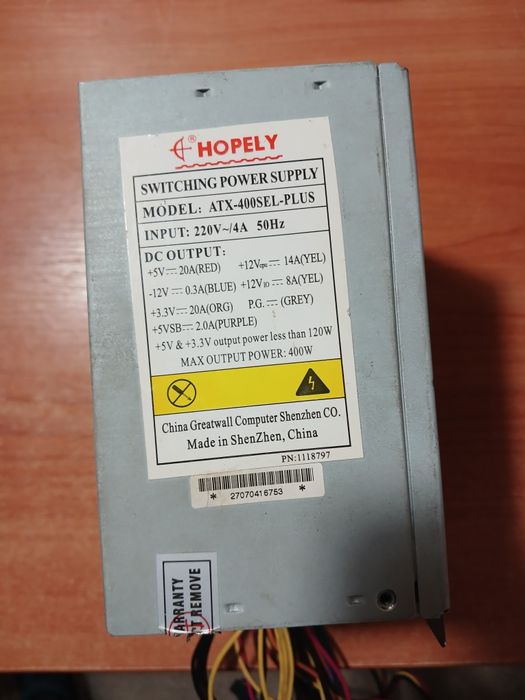 ® HOPELY
SWITCHING POWER SUPPLY
MODEL: ATX-400SEL-PLUS
INPUT: 220V~/4A 50Hz
DC OUTPUT:
+5V⎓20A(RED) +12Vcpu⎓14A(YEL)
-12V⎓0.3A(BLUE) +12V10⎓8A(YEL)
+3.3V⎓20A(ORG) P.G.⎓(GREY)
+5VSB⎓2.0A(PURPLE)
+5V & +3.3V output power less than 120W
MAX OUTPUT POWER: 400W
China Greatwall Computer Shenzhen CO.
Made in ShenZhen, China
PN:1118797
* 27070416753 *
WARRANTY
REMOVE